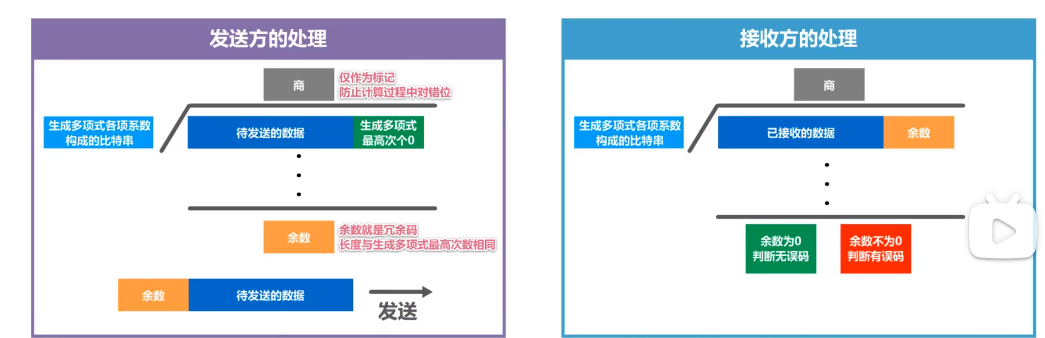 发送方的处理
商
仅作为标记
防止计算过程中对错位
生成多项式各项系数
构成的比特串
待发送的数据
生成多项式
最高次个0
余数
余数就是冗余码
长度与生成多项式最高次数相同
余数
待发送的数据
发送
接收方的处理
商
生成多项式各项系数
构成的比特串
已接收的数据
余数
余数为0
判断无误码
余数不为0
判断有误码